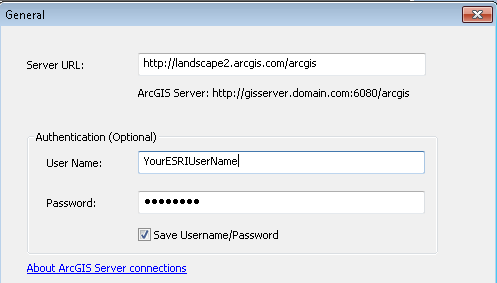 General
Server URL: http://landscape2.arcgis.com/arcgis
ArcGIS Server: http://gisserver.domain.com:6080/arcgis
Authentication (Optional)
User Name: YourESRIUserName
Password: ●●●●●●●●
Save Username/Password
About ArcGIS Server connections